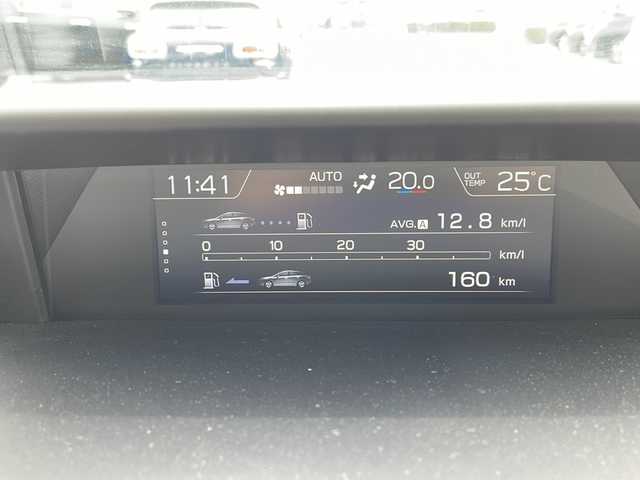 11:41 AUTO 20.0 OUT TEMP 25°C
AVG. A 12.8 km/l
0 10 20 30 km/l
160 km